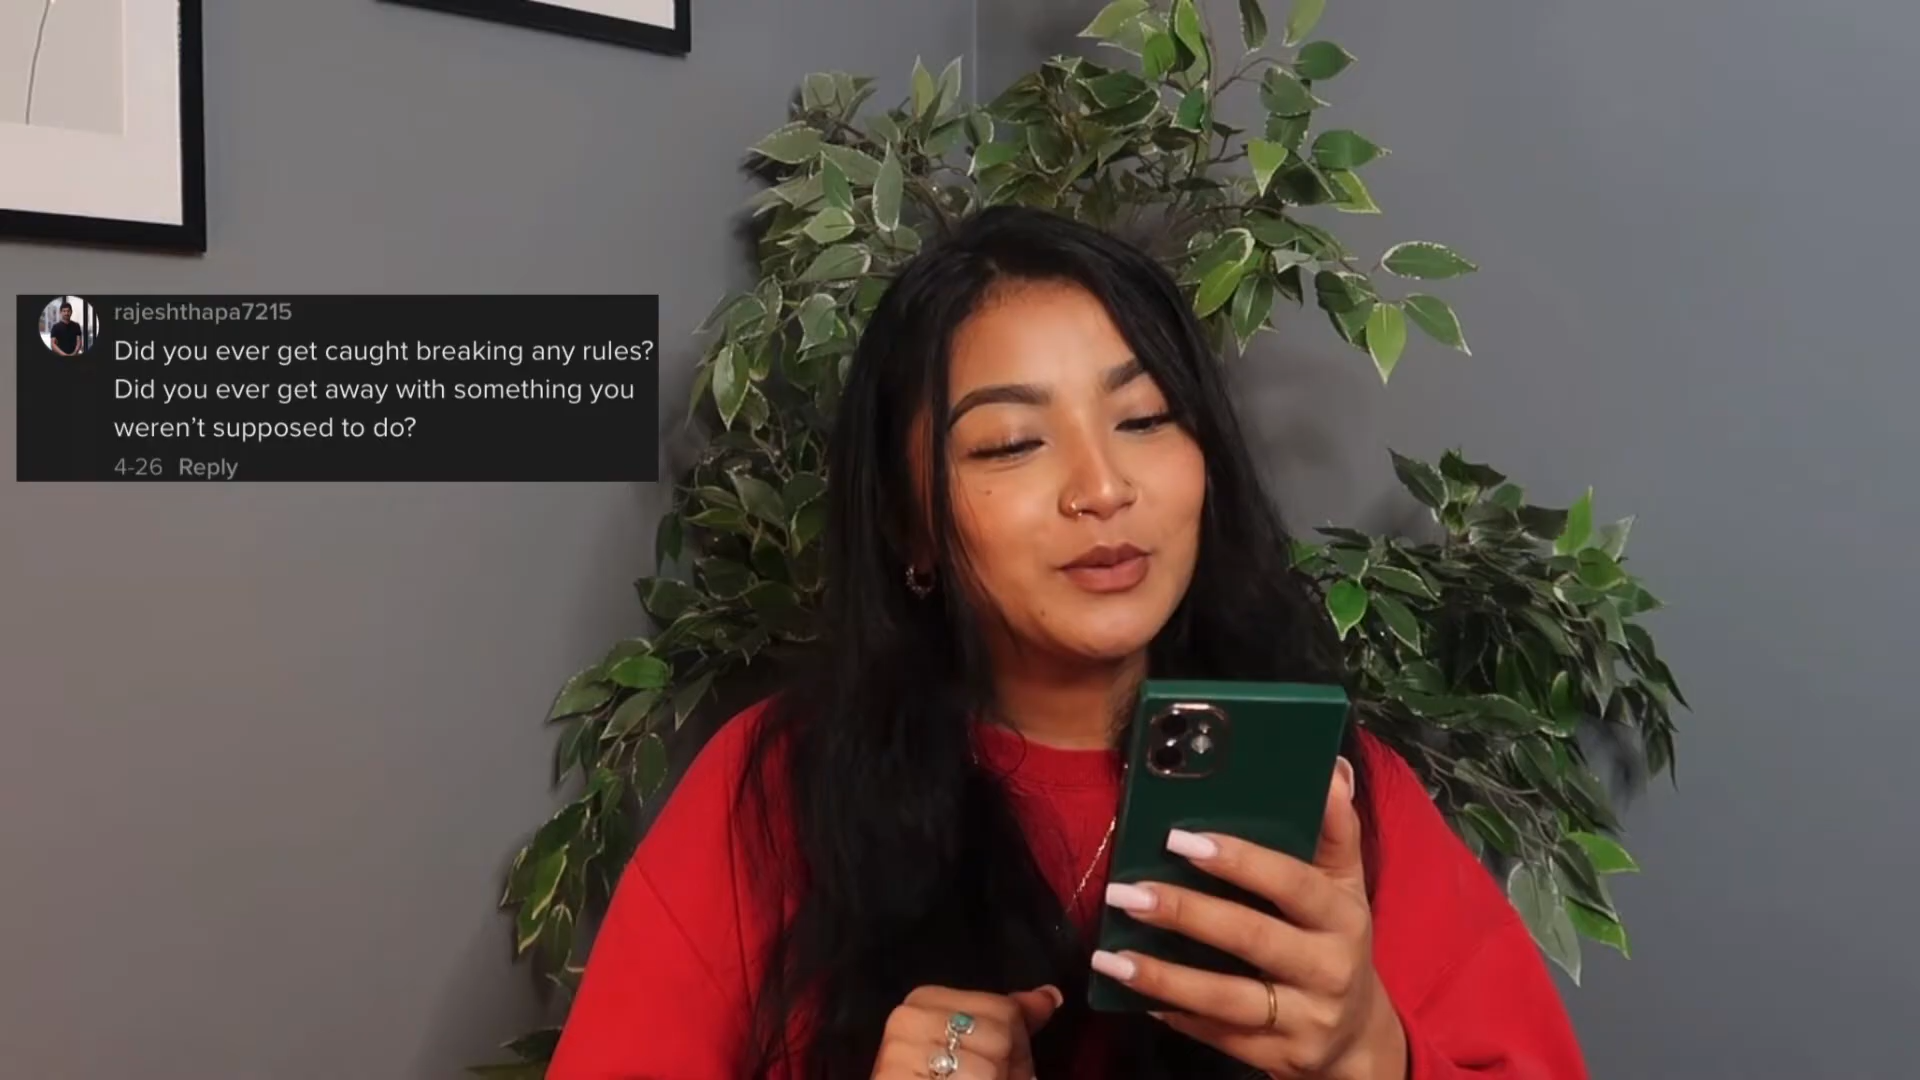 rajeshthapa7215
Did you ever get caught breaking any rules?
Did you ever get away with something you
weren’t supposed to do?
4-26 Reply